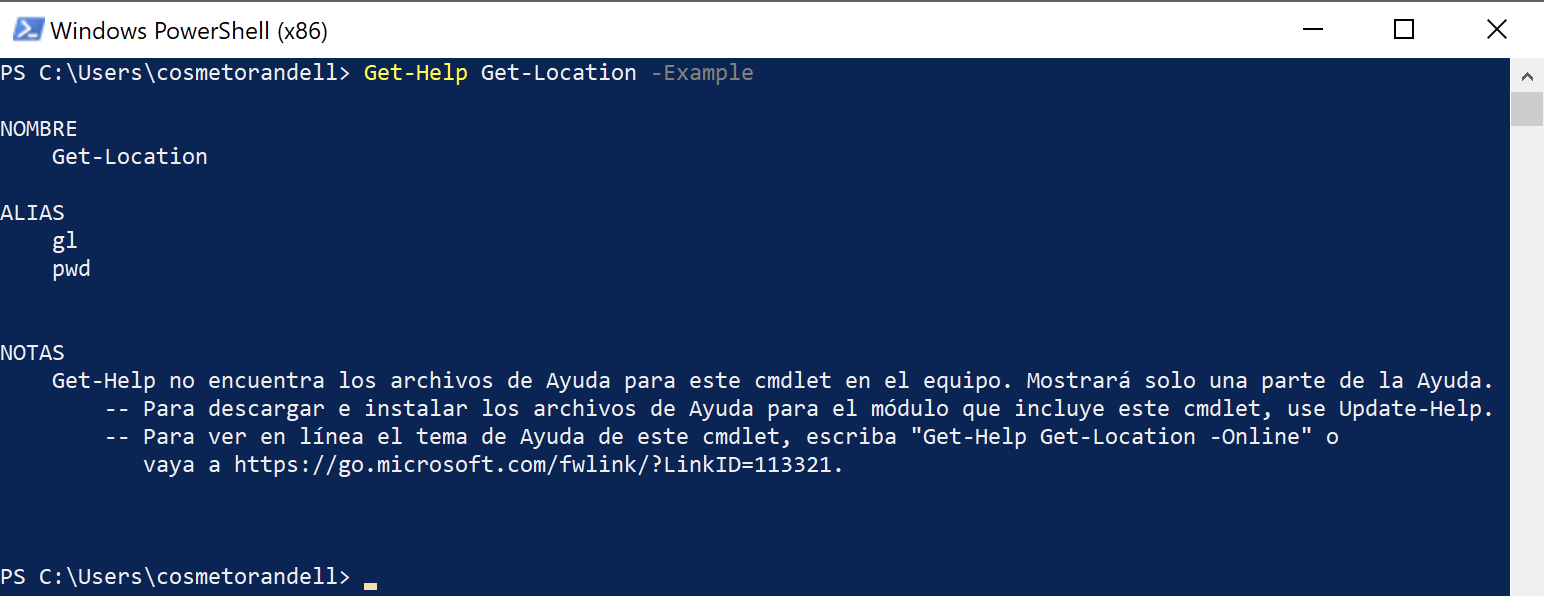 Windows PowerShell (x86)
PS C:\Users\cosmetorandell> Get-Help Get-Location -Example
NOMBRE
Get-Location
ALIAS
gl
pwd
NOTAS
Get-Help no encuentra los archivos de Ayuda para este cmdlet en el equipo. Mostrará solo una parte de la Ayuda.
-- Para descargar e instalar los archivos de Ayuda para el módulo que incluye este cmdlet, use Update-Help.
-- Para ver en línea el tema de Ayuda de este cmdlet, escriba "Get-Help Get-Location -Online" o
vaya a https://go.microsoft.com/fwlink/?LinkID=113321.
PS C:\Users\cosmetorandell>